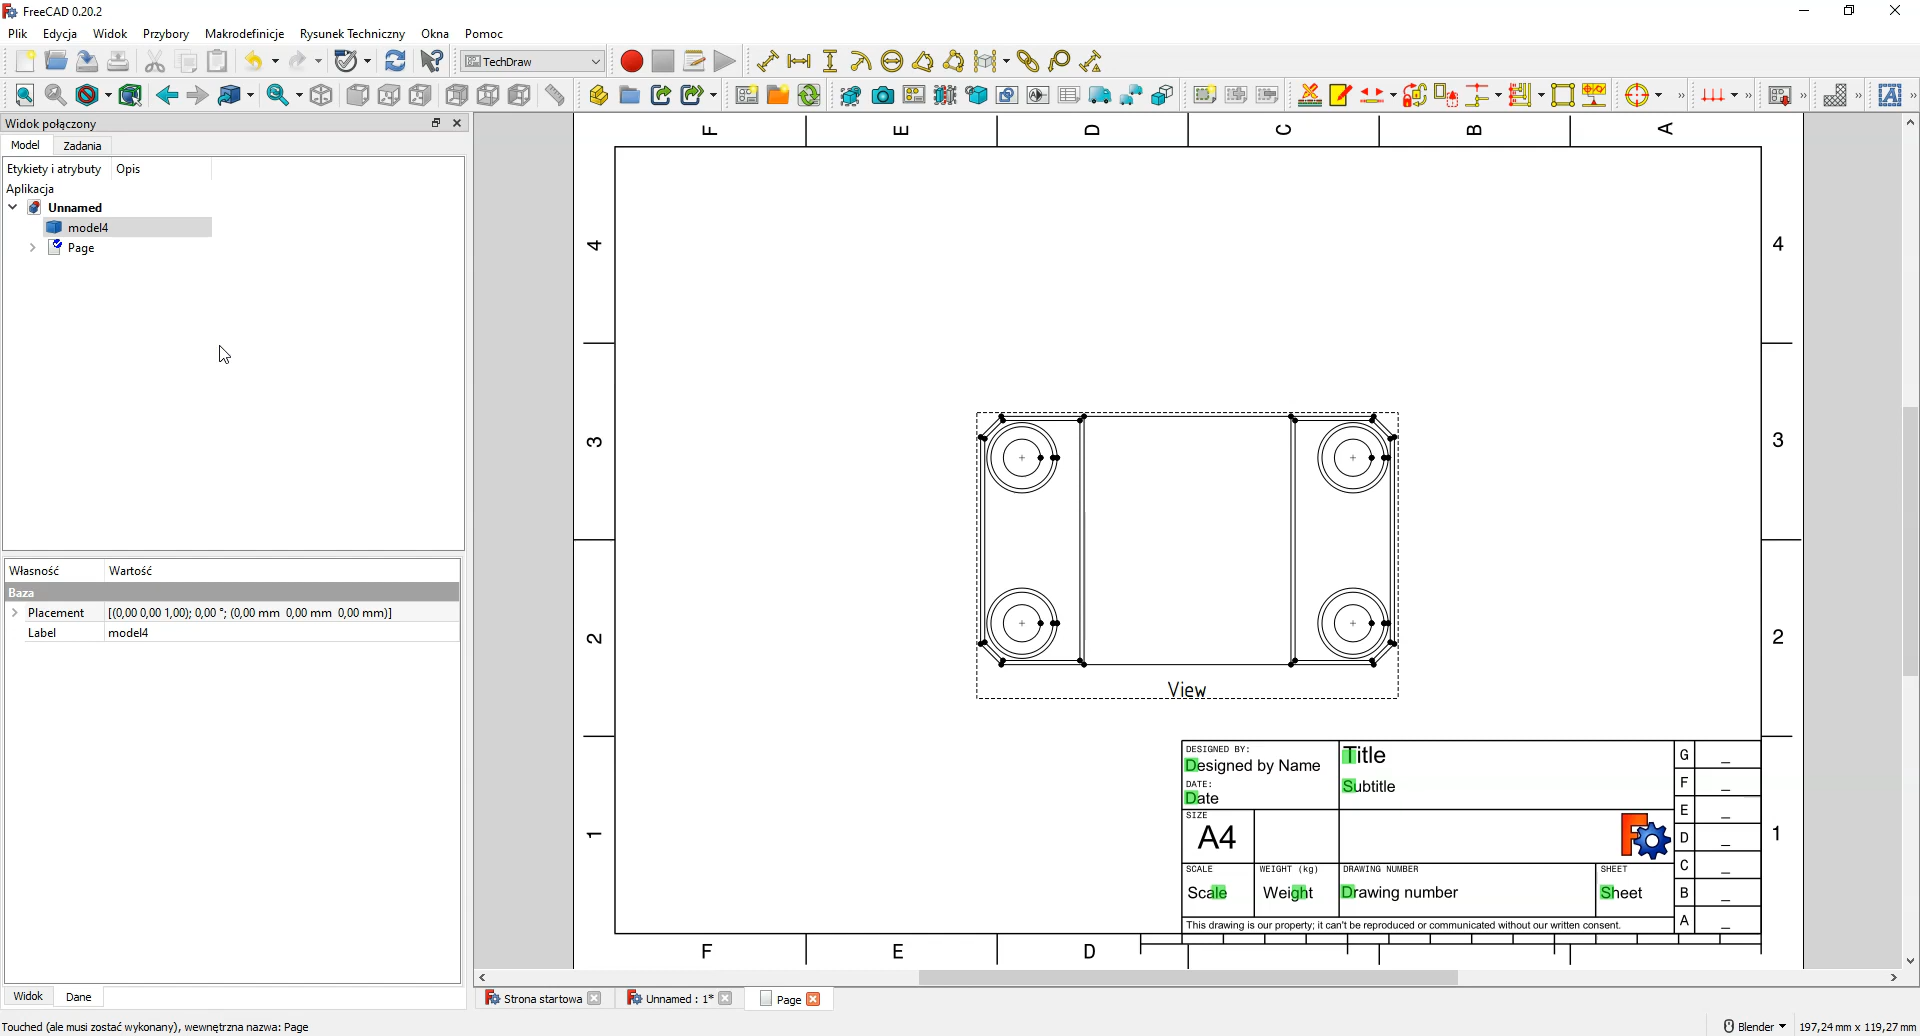 FreeCAD 0.20.2
Plik Edycja Widok Przybory Makrodefinicje Rysunek Techniczny Okna Pomoc
TechDraw
Widok połączony
Model Zadania
Etykiety i atrybuty Opis
Aplikacja
Unnamed
model4
Page
Własność Wartość
Baza
Placement [(0,00 0,00 1,00); 0,00 °; (0,00 mm 0,00 mm 0,00 mm)]
Label model4
Widok Dane
F E D C B A
4 4
3 3
2 2
1 1
View
DESIGNED BY:
Designed by Name
DATE:
Date
Title
Subtitle
SIZE
A4
SCALE
Scale
WEIGHT (kg)
Weight
DRAWING NUMBER
Drawing number
SHEET
Sheet
This drawing is our property; it can't be reproduced or communicated without our written consent.
G _
F _
E _
D _
C _
B _
A _
F E D
Strona startowa Unnamed : 1* Page
Touched (ale musi zostać wykonany), wewnętrzna nazwa: Page
Blender 197,24 mm x 119,27 mm